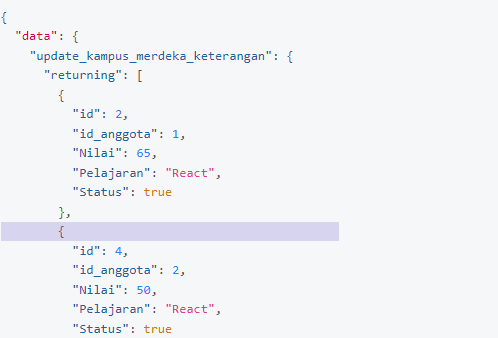 {
  "data": {
    "update_kampus_merdeka_keterangan": {
      "returning": [
        {
          "id": 2,
          "id_anggota": 1,
          "Nilai": 65,
          "Pelajaran": "React",
          "Status": true
        },
        {
          "id": 4,
          "id_anggota": 2,
          "Nilai": 50,
          "Pelajaran": "React",
          "Status": true